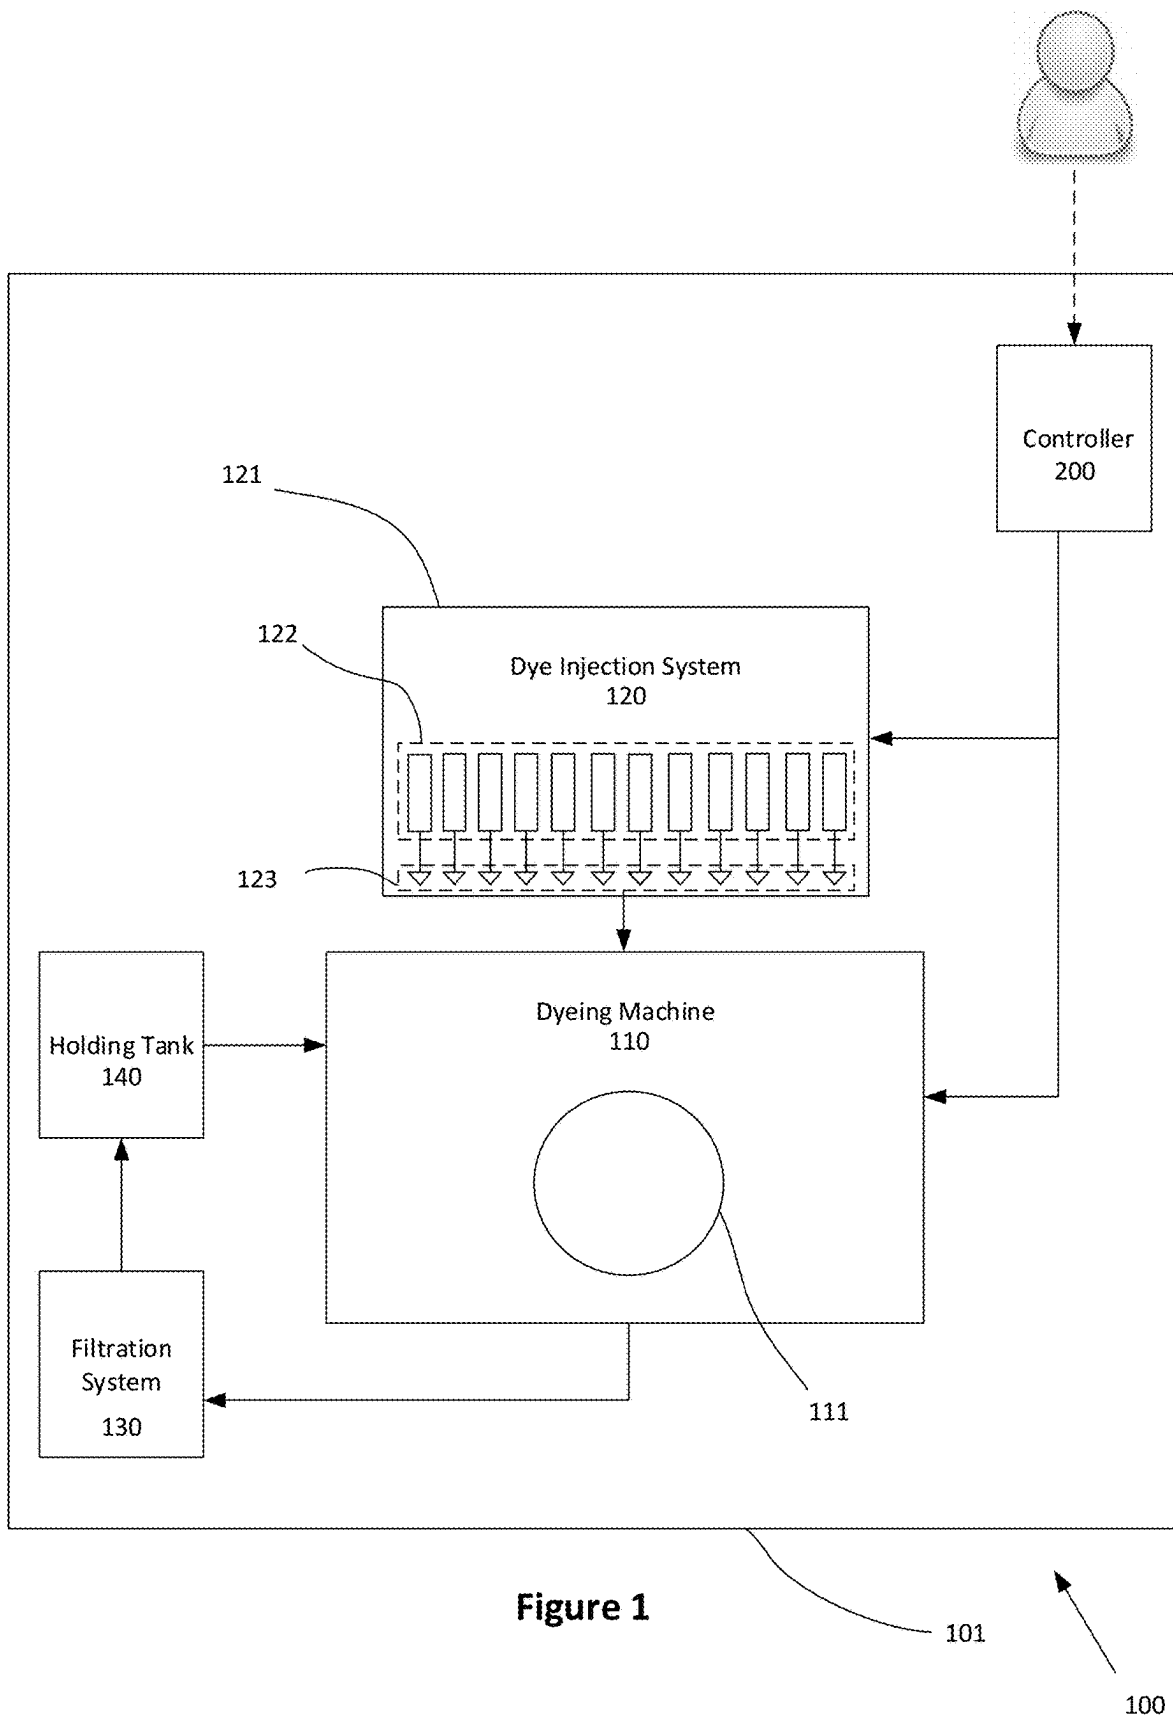 Controller
200
121
122
Dye Injection System
120
123
Dyeing Machine
110
Holding Tank
140
Filtration
System
130
111
Figure 1
101
100